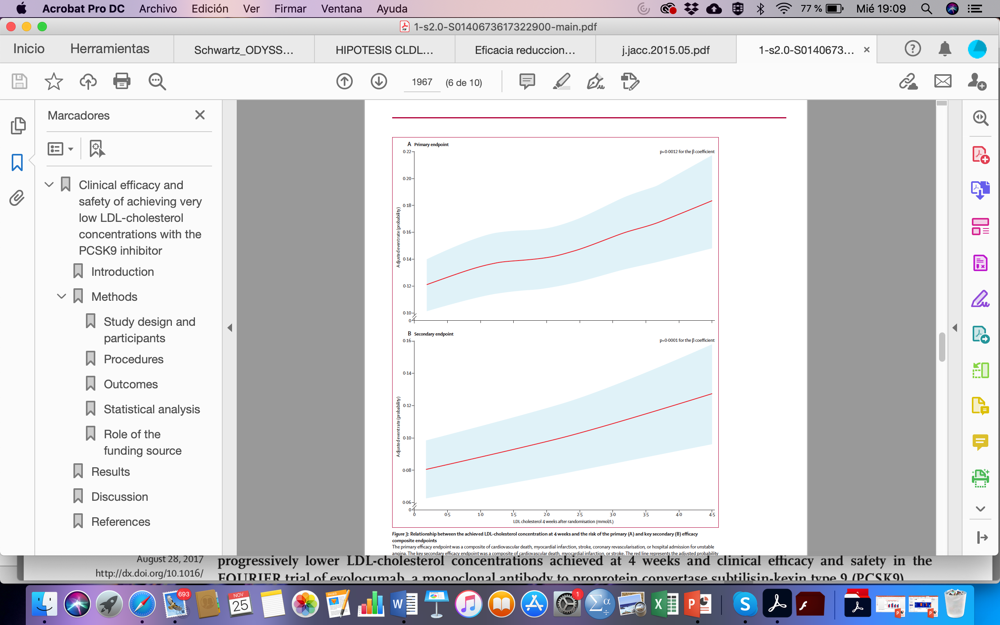 Acrobat Pro DC Archivo Edición Ver Firmar Ventana Ayuda 77 % Mié 19:09
1-s2.0-S0140673617322900-main.pdf
Inicio Herramientas Schwartz_ODYSS... HIPOTESIS CLDL... Eficacia reduccion... j.jacc.2015.05.pdf 1-s2.0-S0140673...
1967 (6 de 10)
Marcadores
Clinical efficacy and
safety of achieving very
low LDL-cholesterol
concentrations with the
PCSK9 inhibitor
Introduction
Methods
Study design and
participants
Procedures
Outcomes
Statistical analysis
Role of the
funding source
Results
Discussion
References
A Primary endpoint
p=0·0012 for the β coefficient
0·22
0·20
0·18
0·16
0·14
0·12
0·10
0
Adjusted event rate (probability)
B Secondary endpoint
p=0·0001 for the β coefficient
0·16
0·14
0·12
0·10
0·08
0·06
0
Adjusted event rate (probability)
0 0·5 1·0 1·5 2·0 2·5 3·0 3·5 4·0 4·5
LDL cholesterol 4 weeks after randomisation (mmol/L)
Figure 3: Relationship between the achieved LDL-cholesterol concentration at 4 weeks and the risk of the primary (A) and key secondary (B) efficacy
composite endpoints
The primary efficacy endpoint was a composite of cardiovascular death, myocardial infarction, stroke, coronary revascularisation, or hospital admission for unstable
angina. The key secondary efficacy endpoint was a composite of cardiovascular death, myocardial infarction, or stroke. The red line represents the adjusted probability
August 28, 2017
http://dx.doi.org/10.1016/
progressively lower LDL-cholesterol concentrations achieved at 4 weeks and clinical efficacy and safety in the
FOURIER trial of evolocumab, a monoclonal antibody to proprotein convertase subtilisin-kexin type 9 (PCSK9)
693
NOV
25
PAGES
W
1
Σα
X
P
S